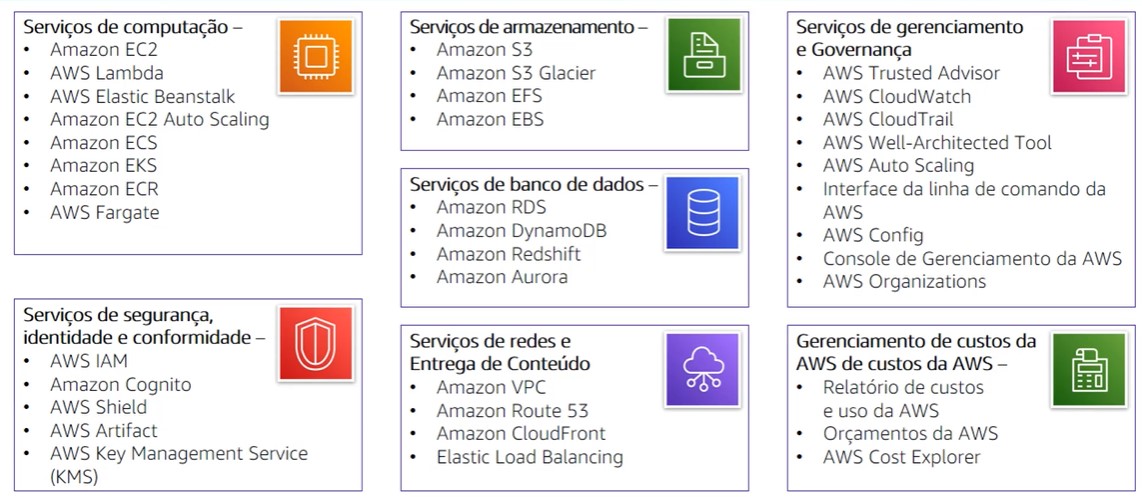 Serviços de computação –
• Amazon EC2
• AWS Lambda
• AWS Elastic Beanstalk
• Amazon EC2 Auto Scaling
• Amazon ECS
• Amazon EKS
• Amazon ECR
• AWS Fargate
Serviços de segurança,
identidade e conformidade –
• AWS IAM
• Amazon Cognito
• AWS Shield
• AWS Artifact
• AWS Key Management Service
(KMS)
Serviços de armazenamento –
• Amazon S3
• Amazon S3 Glacier
• Amazon EFS
• Amazon EBS
Serviços de banco de dados –
• Amazon RDS
• Amazon DynamoDB
• Amazon Redshift
• Amazon Aurora
Serviços de redes e
Entrega de Conteúdo
• Amazon VPC
• Amazon Route 53
• Amazon CloudFront
• Elastic Load Balancing
Serviços de gerenciamento
e Governança
• AWS Trusted Advisor
• AWS CloudWatch
• AWS CloudTrail
• AWS Well-Architected Tool
• AWS Auto Scaling
• Interface da linha de comando da
AWS
• AWS Config
• Console de Gerenciamento da AWS
• AWS Organizations
Gerenciamento de custos da
AWS de custos da AWS –
• Relatório de custos
e uso da AWS
• Orçamentos da AWS
• AWS Cost Explorer